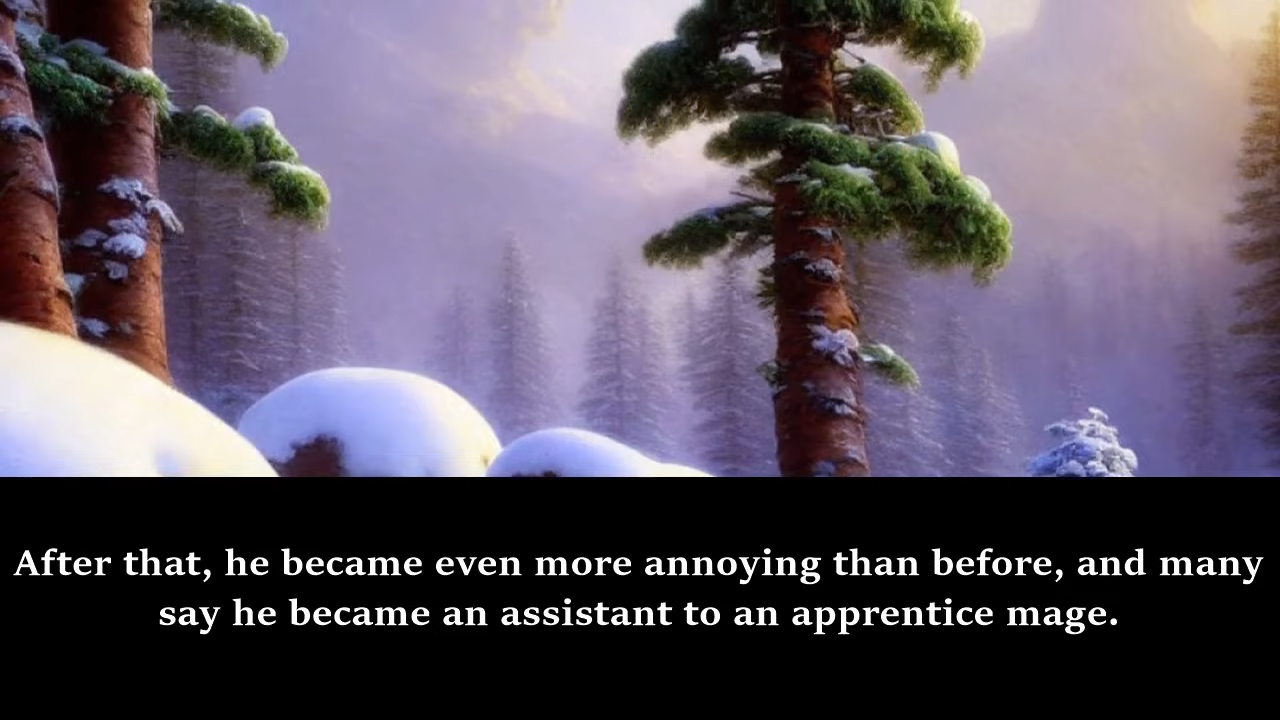 After that, he became even more annoying than before, and many
say he became an assistant to an apprentice mage.